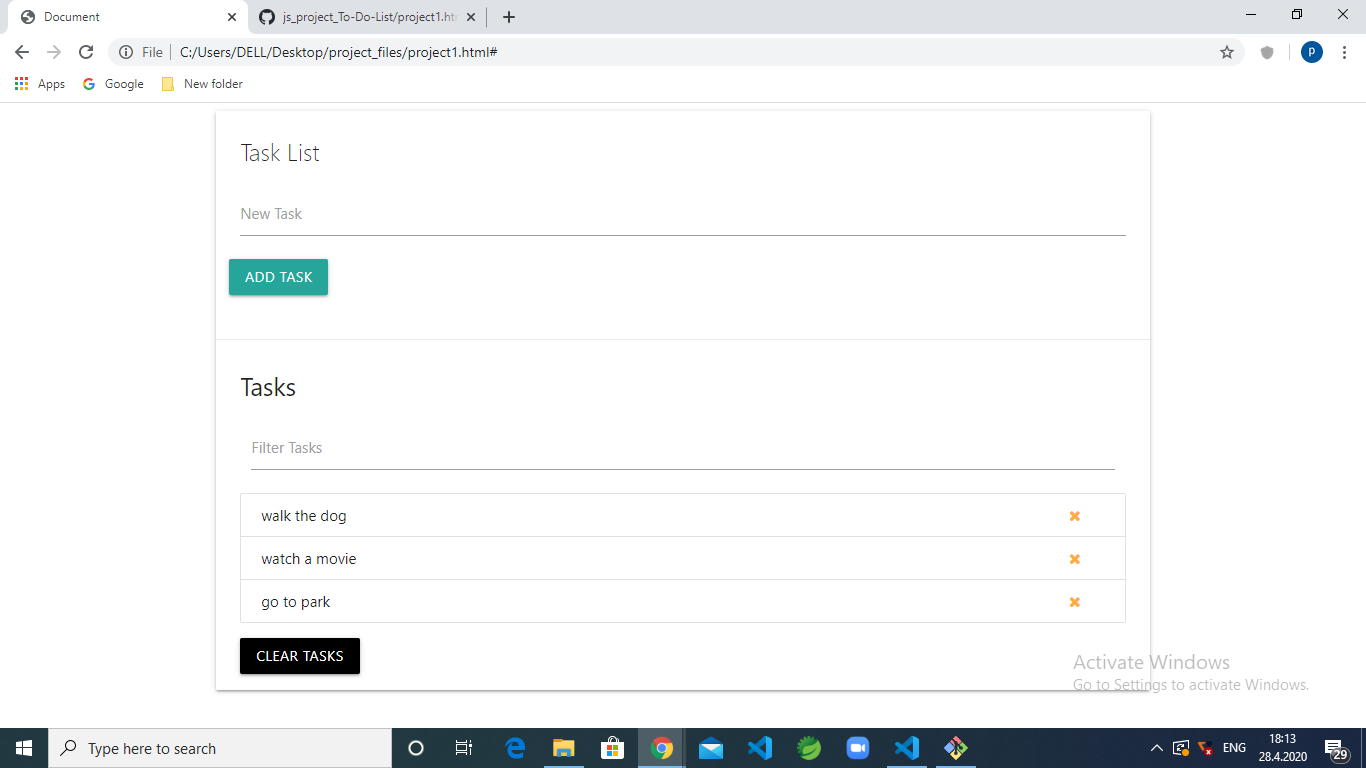 Document
js_project_To-Do-List/project1.htm
File
C:/Users/DELL/Desktop/project_files/project1.html#
P
Apps
Google
New folder
Task List
New Task
ADD TASK
Tasks
Filter Tasks
walk the dog
watch a movie
go to park
CLEAR TASKS
Activate Windows
Go to Settings to activate Windows.
Type here to search
ENG
18:13
28.4.2020
29